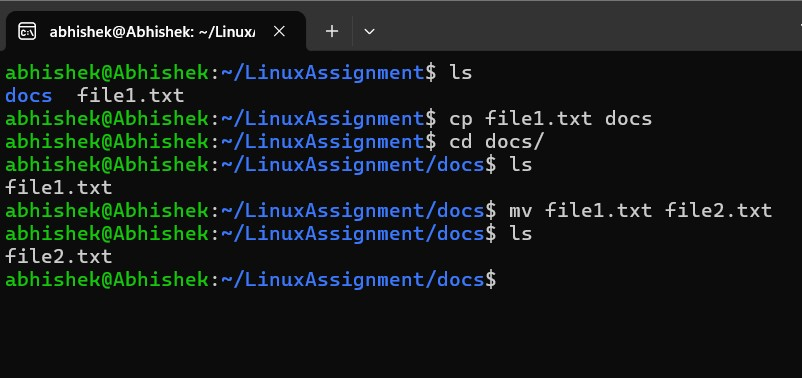 abhishek@Abhishek: ~/Linux/
abhishek@Abhishek:~/LinuxAssignment$ ls
docs  file1.txt
abhishek@Abhishek:~/LinuxAssignment$ cp file1.txt docs
abhishek@Abhishek:~/LinuxAssignment$ cd docs/
abhishek@Abhishek:~/LinuxAssignment/docs$ ls
file1.txt
abhishek@Abhishek:~/LinuxAssignment/docs$ mv file1.txt file2.txt
abhishek@Abhishek:~/LinuxAssignment/docs$ ls
file2.txt
abhishek@Abhishek:~/LinuxAssignment/docs$